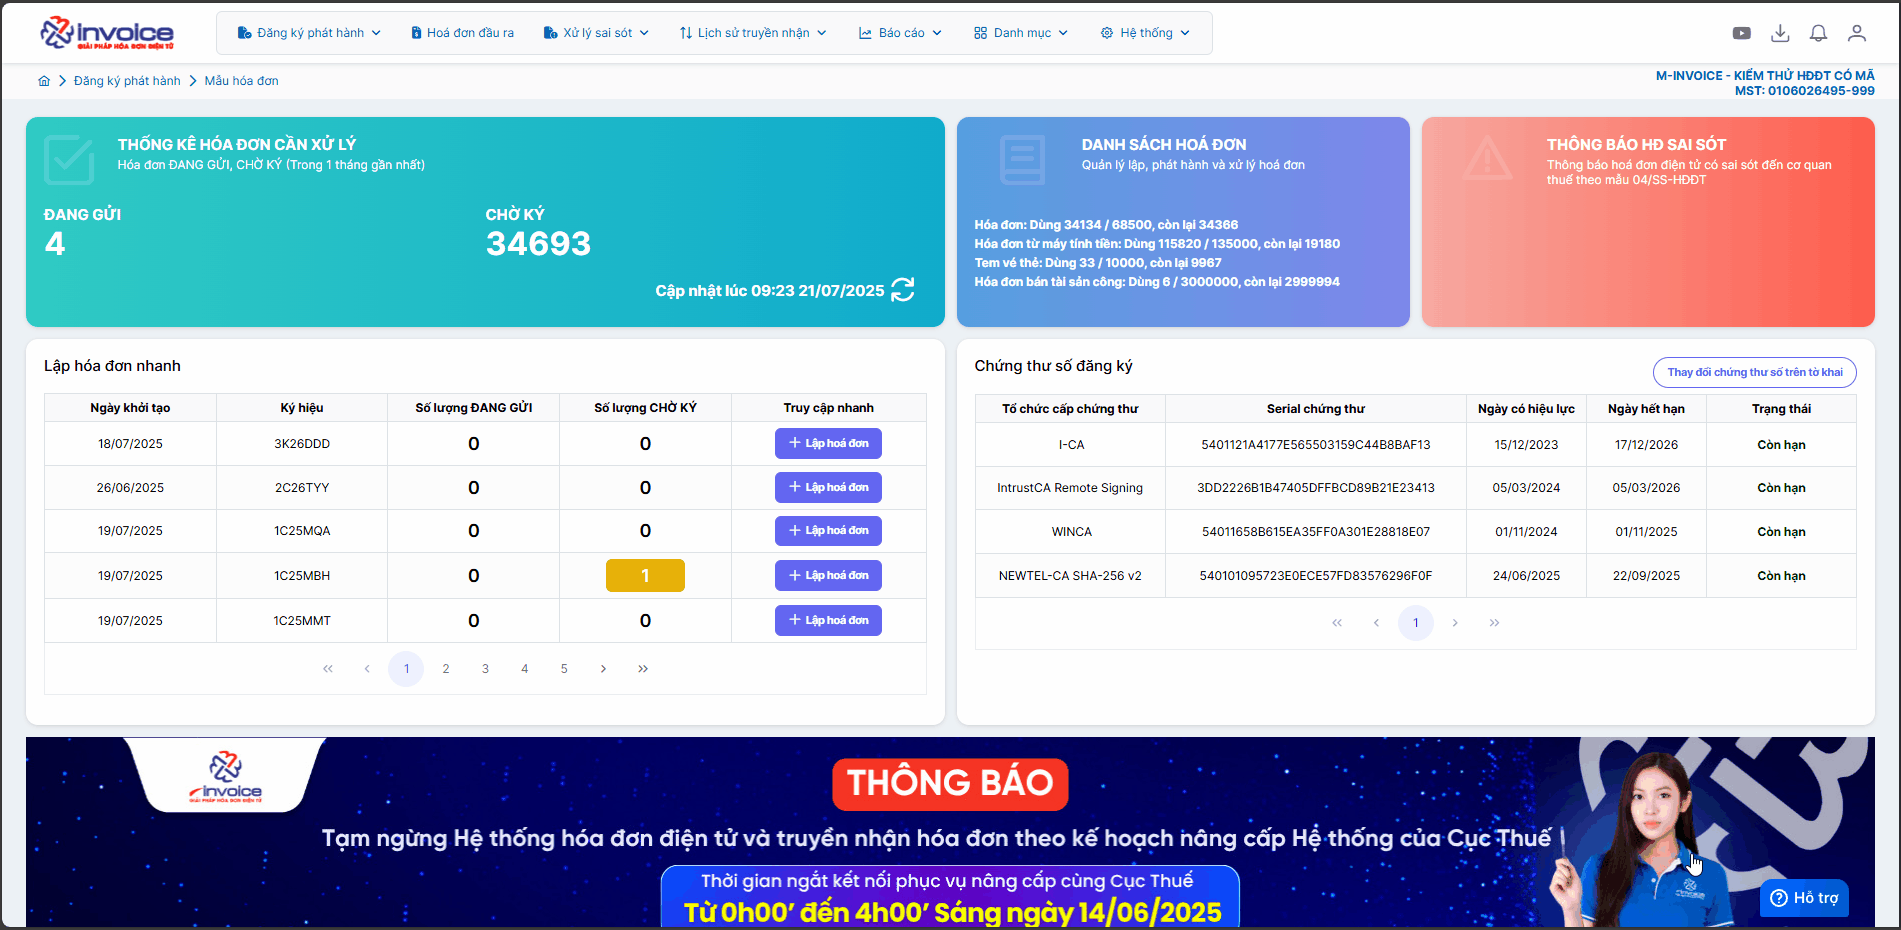 invoice
GIẢI PHÁP HÓA ĐƠN ĐIỆN TỬ
Đăng ký phát hành
Hoá đơn đầu ra
Xử lý sai sót
Lịch sử truyền nhận
Báo cáo
Danh mục
Hệ thống
Đăng ký phát hành
Mẫu hóa đơn
M-INVOICE - KIỂM THỬ HĐĐT CÓ MÃ
MST: 0106026495-999
THỐNG KÊ HÓA ĐƠN CẦN XỬ LÝ
Hóa đơn ĐANG GỬI, CHỜ KÝ (Trong 1 tháng gần nhất)
ĐANG GỬI
4
CHỜ KÝ
34693
Cập nhật lúc 09:23 21/07/2025
DANH SÁCH HOÁ ĐƠN
Quản lý lập, phát hành và xử lý hoá đơn
Hóa đơn: Dùng 34134 / 68500, còn lại 34366
Hóa đơn từ máy tính tiền: Dùng 115820 / 135000, còn lại 19180
Tem vé thẻ: Dùng 33 / 10000, còn lại 9967
Hóa đơn bán tài sản công: Dùng 6 / 3000000, còn lại 2999994
THÔNG BÁO HĐ SAI SÓT
Thông báo hoá đơn điện tử có sai sót đến cơ quan
thuế theo mẫu 04/SS-HĐĐT
Lập hóa đơn nhanh
Ngày khởi tạo Ký hiệu Số lượng ĐANG GỬI Số lượng CHỜ KÝ Truy cập nhanh
18/07/2025 3K26DDD 0 0 + Lập hoá đơn
26/06/2025 2C26TYY 0 0 + Lập hoá đơn
19/07/2025 1C25MQA 0 0 + Lập hoá đơn
19/07/2025 1C25MBH 0 1 + Lập hoá đơn
19/07/2025 1C25MMT 0 0 + Lập hoá đơn
« ‹ 1 2 3 4 5 › »
Chứng thư số đăng ký
Thay đổi chứng thư số trên tờ khai
Tổ chức cấp chứng thư Serial chứng thư Ngày có hiệu lực Ngày hết hạn Trạng thái
I-CA 5401121A4177E565503159C44B8BAF13 15/12/2023 17/12/2026 Còn hạn
IntrustCA Remote Signing 3DD2226B1B47405DFFBCD89B21E23413 05/03/2024 05/03/2026 Còn hạn
WINCA 54011658B615EA35FF0A301E28818E07 01/11/2024 01/11/2025 Còn hạn
NEWTEL-CA SHA-256 v2 540101095723E0ECE57FD83576296F0F 24/06/2025 22/09/2025 Còn hạn
« ‹ 1 › »
invoice
GIẢI PHÁP HÓA ĐƠN ĐIỆN TỬ
THÔNG BÁO
Tạm ngừng Hệ thống hóa đơn điện tử và truyền nhận hóa đơn theo kế hoạch nâng cấp Hệ thống của Cục Thuế
Thời gian ngắt kết nối phục vụ nâng cấp cùng Cục Thuế
Từ 0h00' đến 4h00' Sáng ngày 14/06/2025
Hỗ trợ